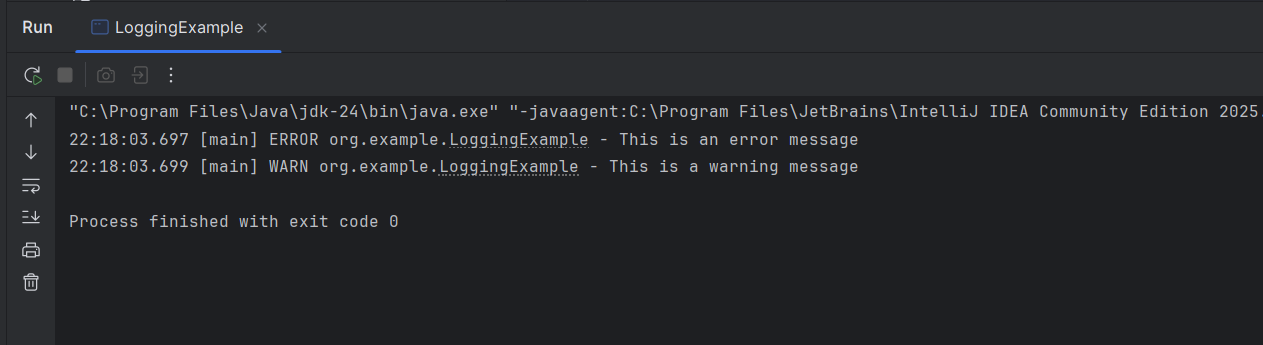 Run LoggingExample
"C:\Program Files\Java\jdk-24\bin\java.exe" "-javaagent:C:\Program Files\JetBrains\IntelliJ IDEA Community Edition 2025.
22:18:03.697 [main] ERROR org.example.LoggingExample - This is an error message
22:18:03.699 [main] WARN org.example.LoggingExample - This is a warning message
Process finished with exit code 0